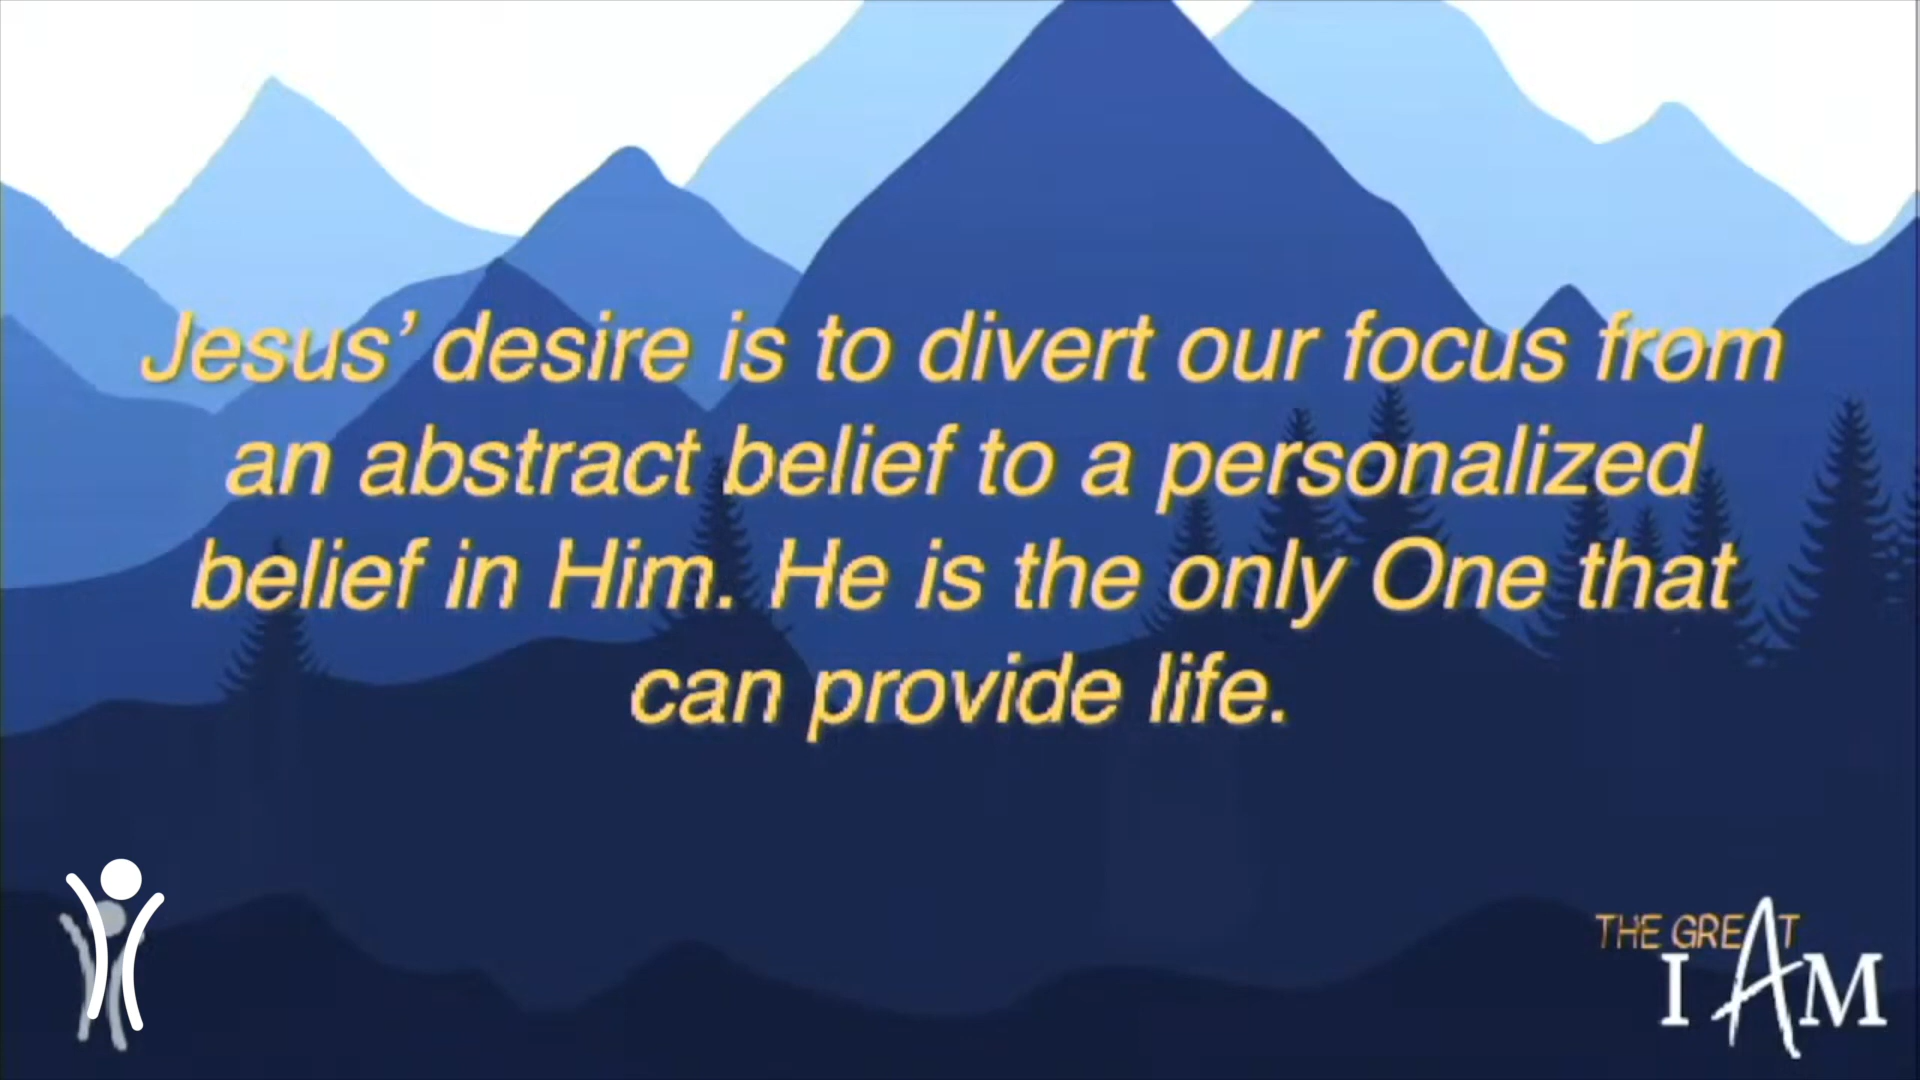 Jesus’ desire is to divert our focus from
an abstract belief to a personalized
belief in Him. He is the only One that
can provide life.
THE GREAT
I AM